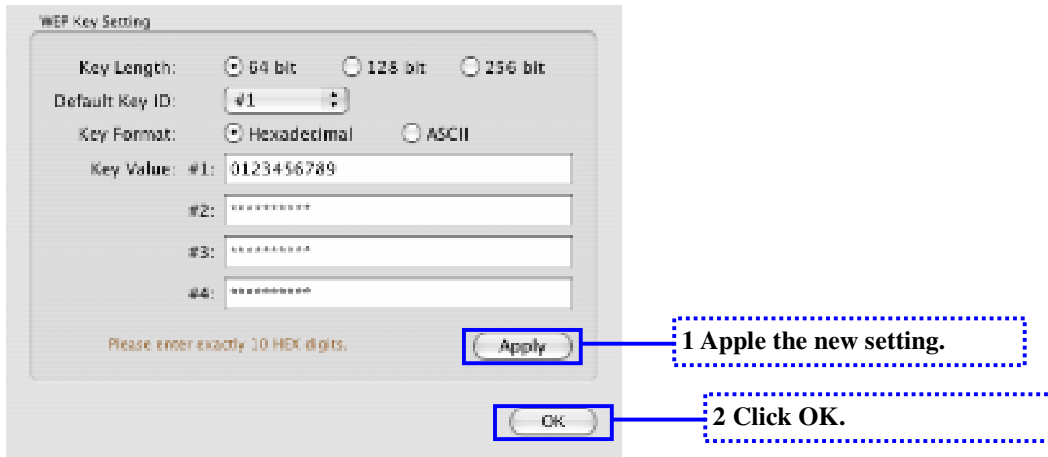 WEP Key Setting
Key Length: 64 bit 128 bit 256 bit
Default Key ID: #1
Key Format: Hexadecimal ASCII
Key Value: #1: 0123456789
#2: **********
#3: **********
#4: **********
Please enter exactly 10 HEX digits.
Apply
1 Apple the new setting.
OK
2 Click OK.